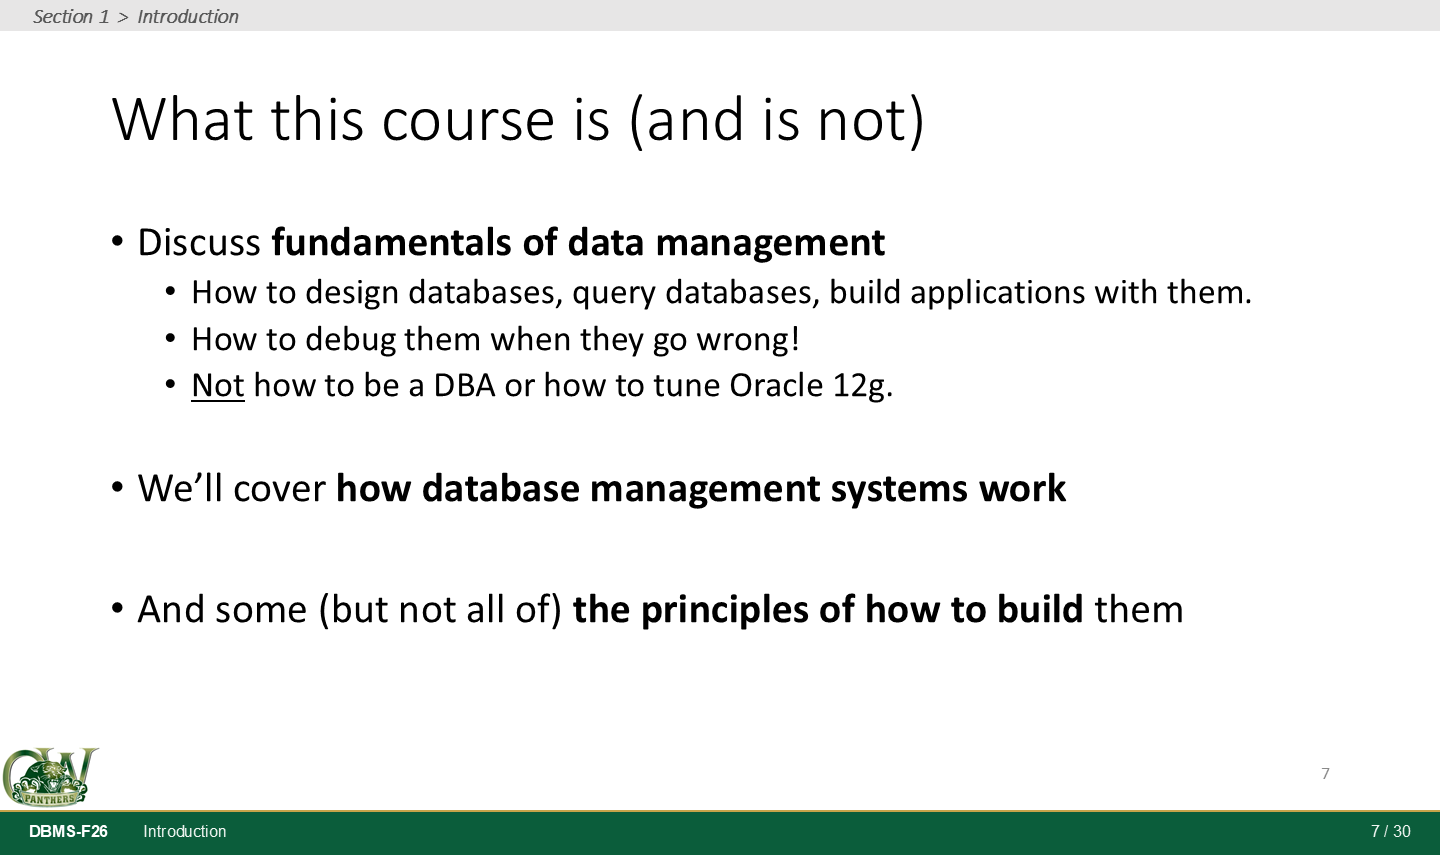 Section 1 > Introduction
What this course is (and is not)
• Discuss fundamentals of data management
• How to design databases, query databases, build applications with them.
• How to debug them when they go wrong!
• Not how to be a DBA or how to tune Oracle 12g.
• We’ll cover how database management systems work
• And some (but not all of) the principles of how to build them
OW
PANTHERS
7
DBMS-F26 Introduction 7 / 30